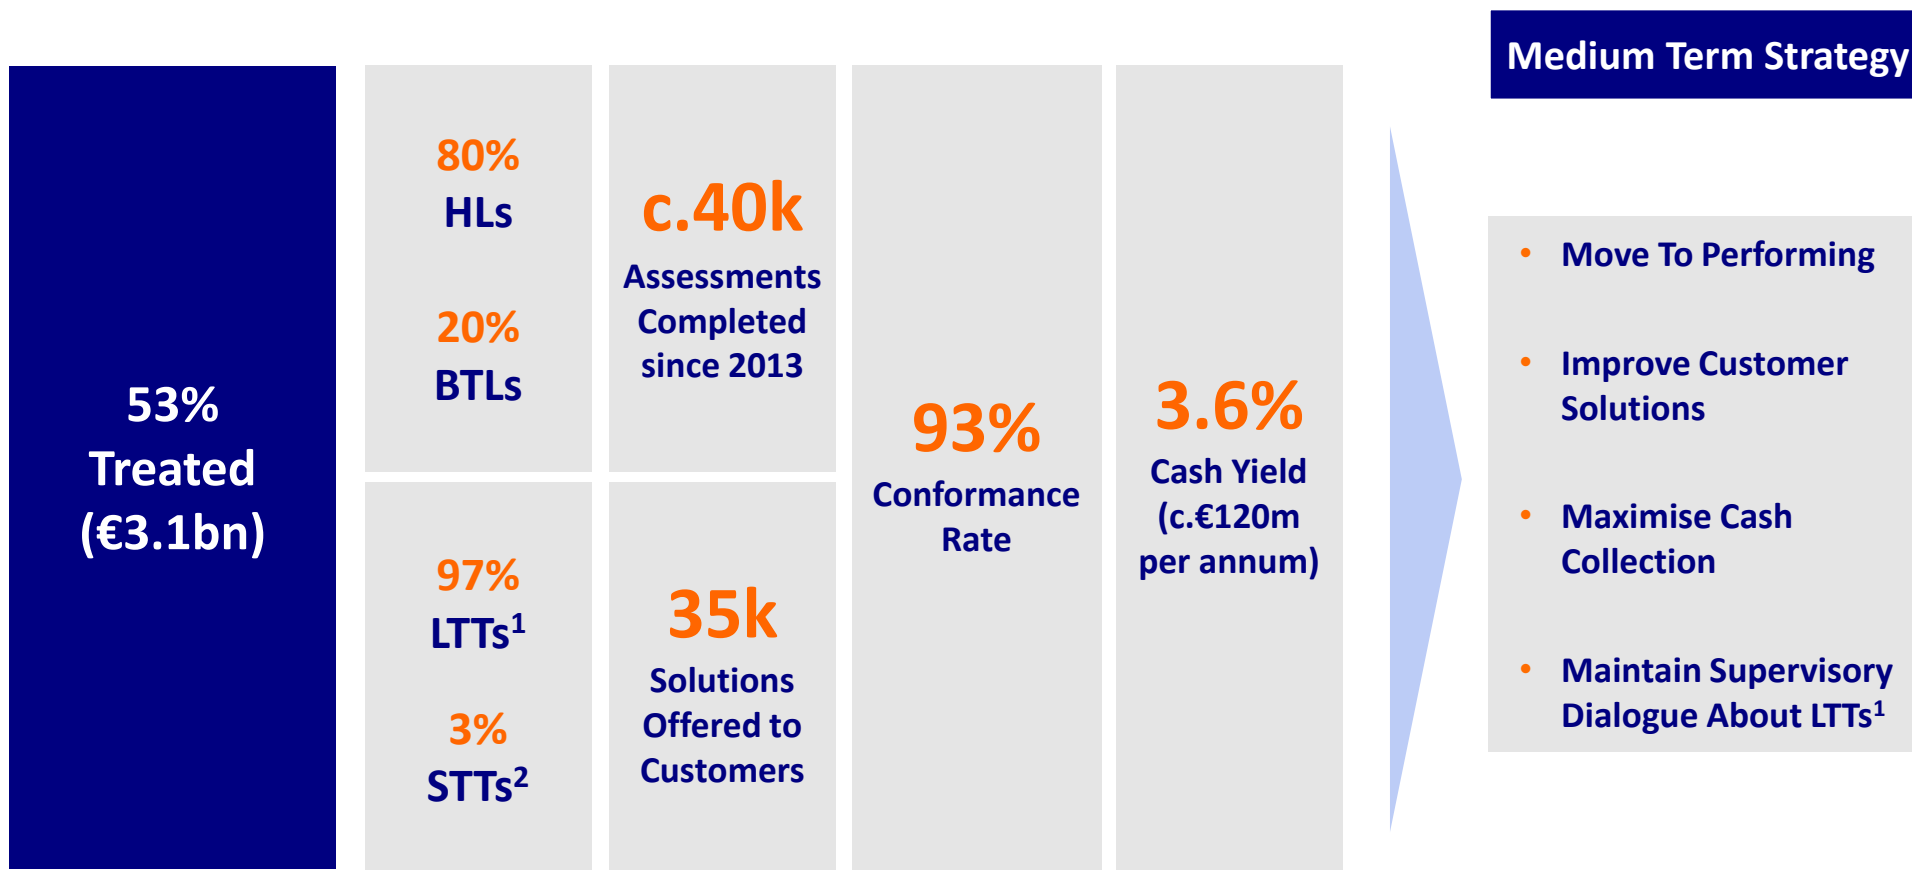 Medium Term Strategy
53%
Treated
(€3.1bn)
80%
HLs
20%
BTLs
97%
LTTs¹
3%
STTs²
c.40k
Assessments
Completed
since 2013
35k
Solutions
Offered to
Customers
93%
Conformance
Rate
3.6%
Cash Yield
(c.€120m
per annum)
• Move To Performing
• Improve Customer
Solutions
• Maximise Cash
Collection
• Maintain Supervisory
Dialogue About LTTs¹